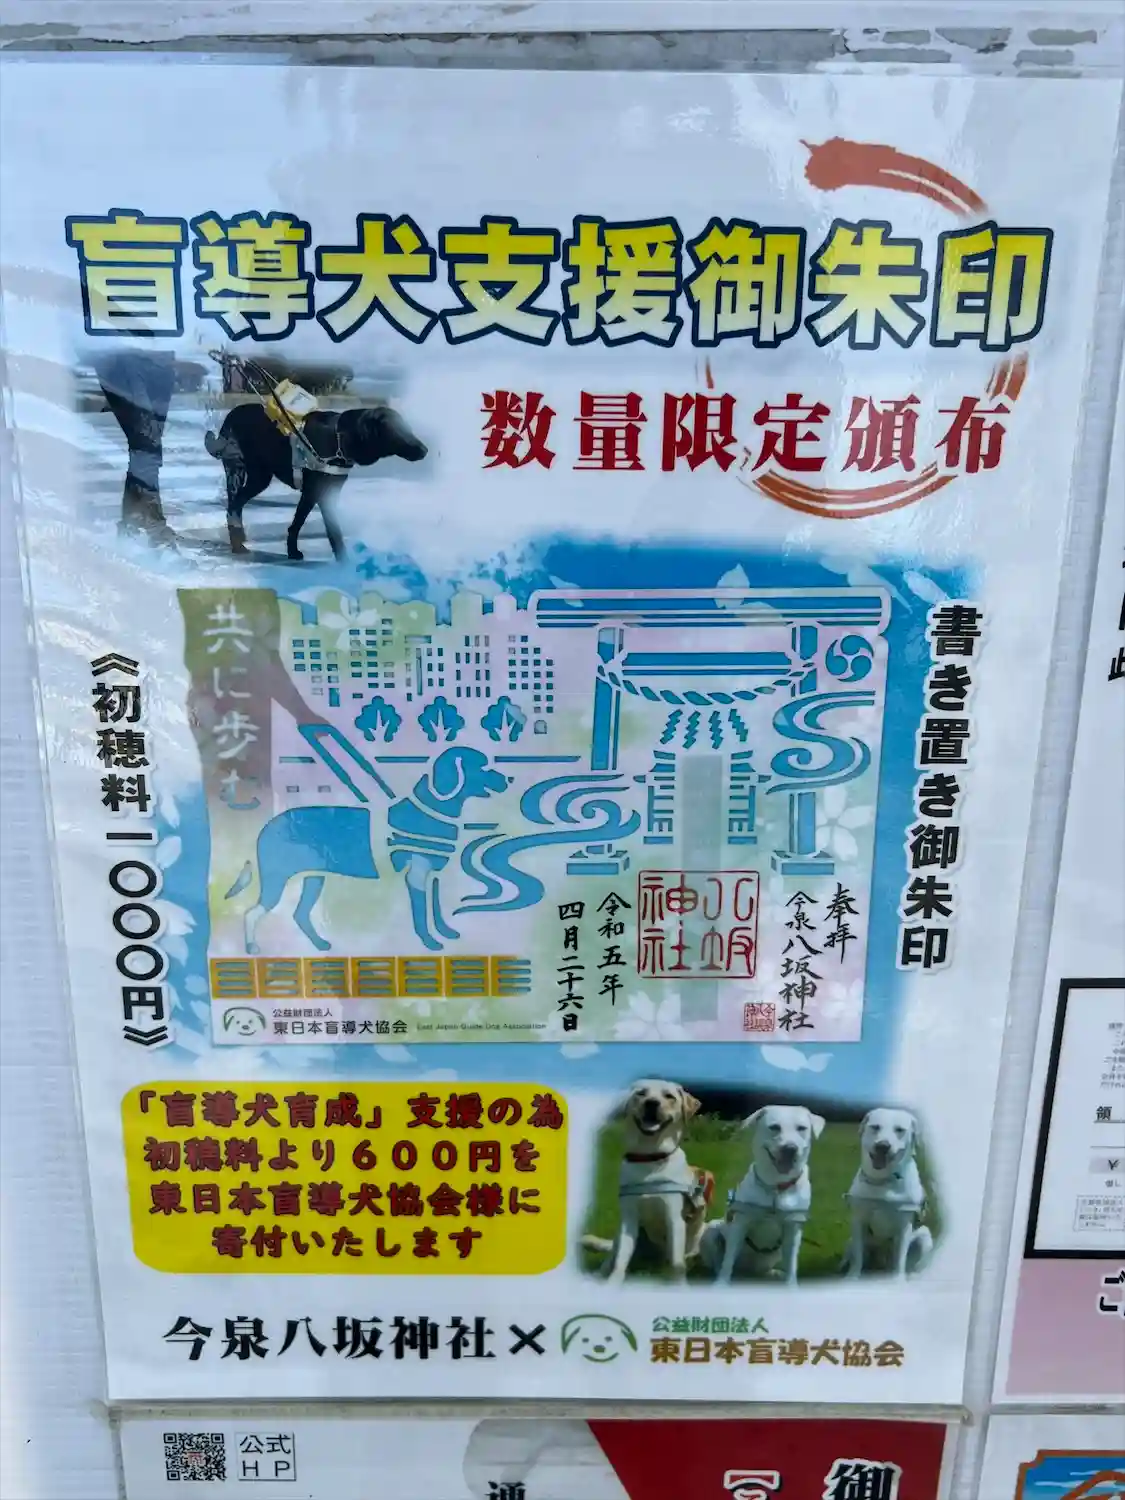 盲導犬支援御朱印
数量限定頒布
書き置き御朱印
《初穂料一〇〇〇円》
共に歩む
奉拝
今泉八坂神社
八坂神社
令和五年
四月二十六日
公益財団法人
東日本盲導犬協会 East Japan Guide Dog Association
「盲導犬育成」支援の為
初穂料より600円を
東日本盲導犬協会様に
寄付いたします
今泉八坂神社×
公益財団法人
東日本盲導犬協会
公式
HP
通
御
領